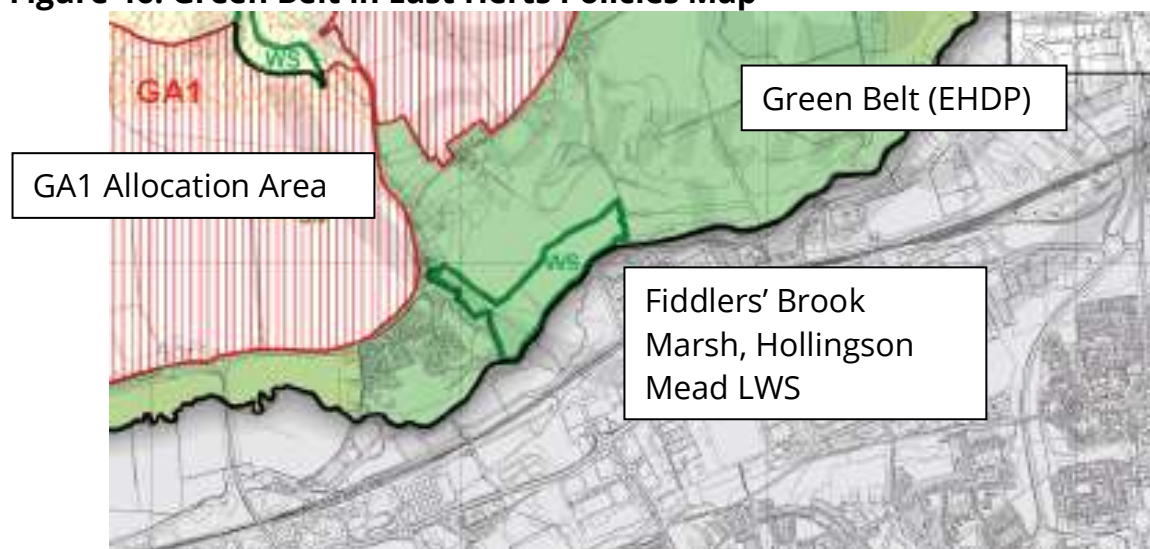 Figure 46: Green Belt in East Herts Policies Map
WS
GA1
Green Belt (EHDP)
GA1 Allocation Area
WS
Fiddlers’ Brook
Marsh, Hollingson
Mead LWS